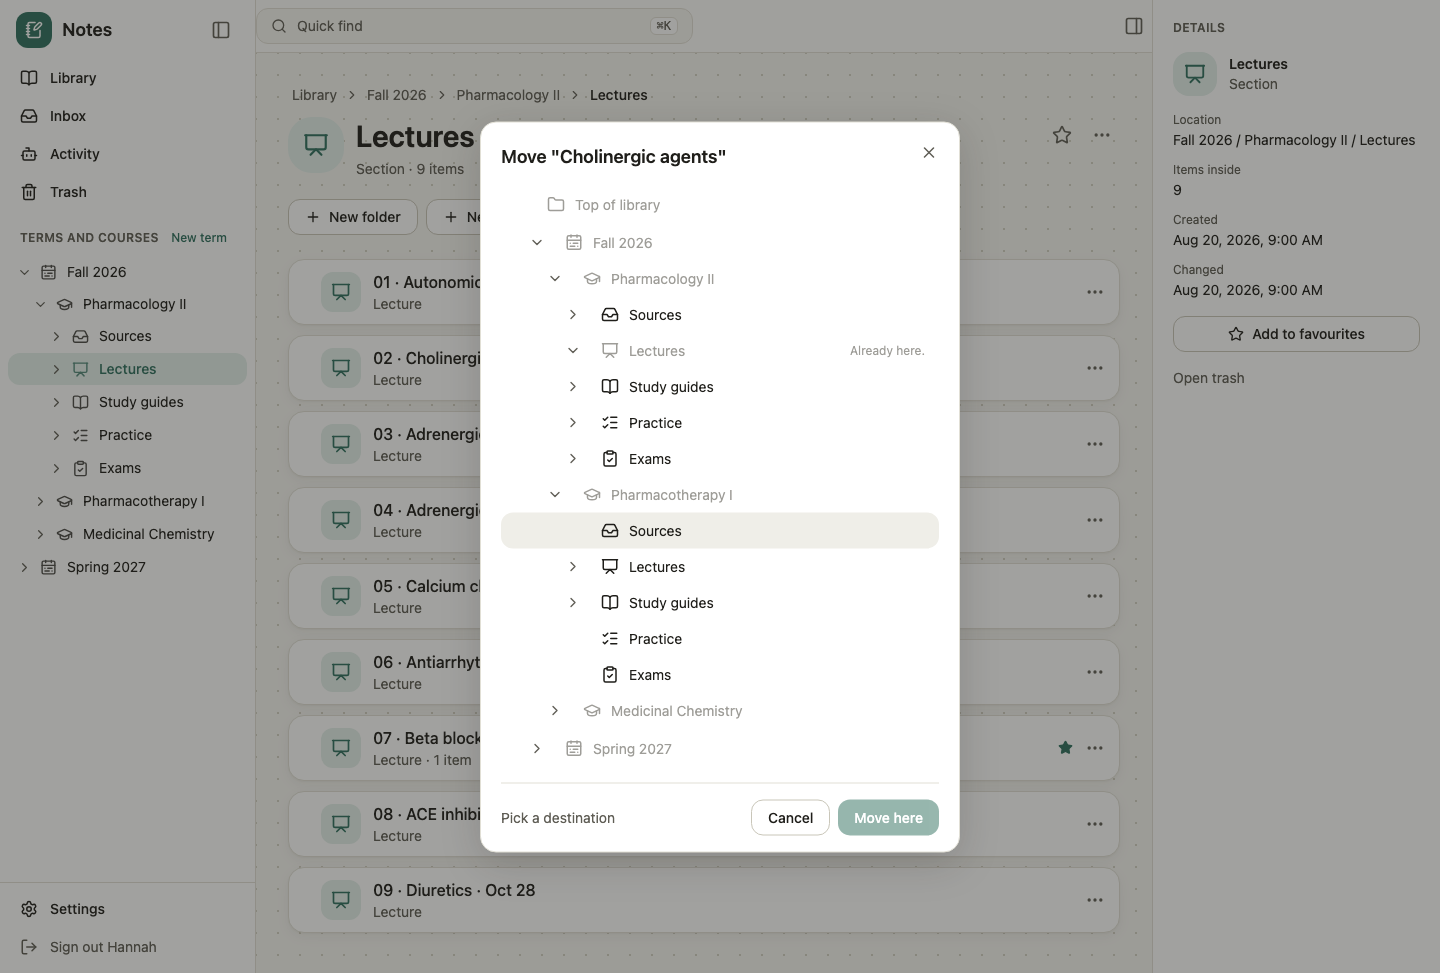 Notes
Library
Inbox
Activity
Trash
TERMS AND COURSES New term
Fall 2026
Pharmacology II
Sources
Lectures
Study guides
Practice
Exams
Pharmacotherapy I
Medicinal Chemistry
Spring 2027
Settings
Sign out Hannah
Quick find ⌘K
Library > Fall 2026 > Pharmacology II > Lectures
Lectures
Section · 9 items
New folder
01 · Autonomic
Lecture
02 · Cholinergi
Lecture
03 · Adrenergi
Lecture
04 · Adrenergi
Lecture
05 · Calcium c
Lecture
06 · Antiarrhyt
Lecture
07 · Beta block
Lecture · 1 item
08 · ACE inhibi
Lecture
09 · Diuretics · Oct 28
Lecture
Move "Cholinergic agents"
Top of library
Fall 2026
Pharmacology II
Sources
Lectures Already here.
Study guides
Practice
Exams
Pharmacotherapy I
Sources
Lectures
Study guides
Practice
Exams
Medicinal Chemistry
Spring 2027
Pick a destination
Cancel
Move here
DETAILS
Lectures
Section
Location
Fall 2026 / Pharmacology II / Lectures
Items inside
9
Created
Aug 20, 2026, 9:00 AM
Changed
Aug 20, 2026, 9:00 AM
Add to favourites
Open trash